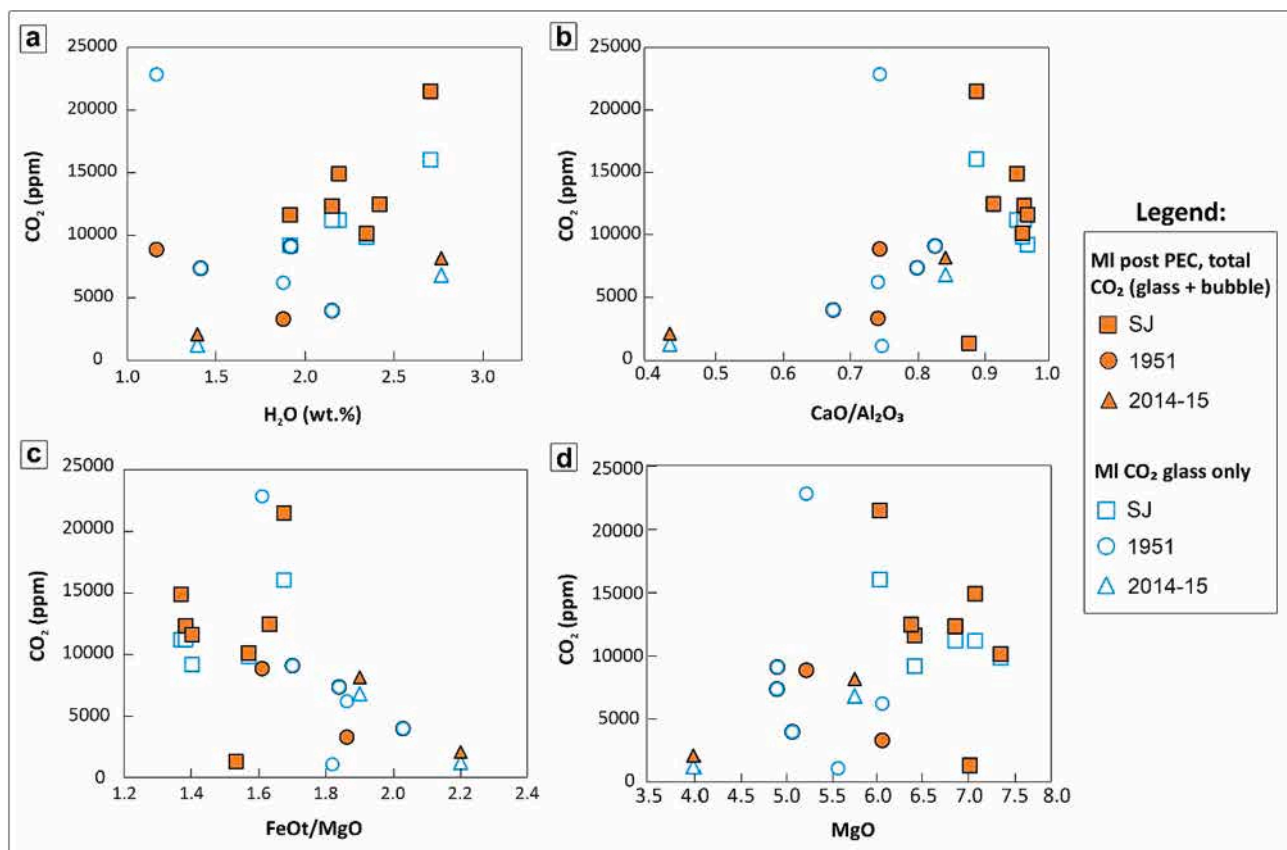 a
25000
20000
15000
10000
5000
0
CO₂ (ppm)
1.0 1.5 2.0 2.5 3.0
H₂O (wt.%)
b
25000
20000
15000
10000
5000
0
CO₂ (ppm)
0.4 0.5 0.6 0.7 0.8 0.9 1.0
CaO/Al₂O₃
c
25000
20000
15000
10000
5000
0
CO₂ (ppm)
1.2 1.4 1.6 1.8 2.0 2.2 2.4
FeOt/MgO
d
25000
20000
15000
10000
5000
0
CO₂ (ppm)
3.5 4.0 4.5 5.0 5.5 6.0 6.5 7.0 7.5 8.0
MgO
Legend:
MI post PEC, total
CO₂ (glass + bubble)
SJ
1951
2014-15
MI CO₂ glass only
SJ
1951
2014-15